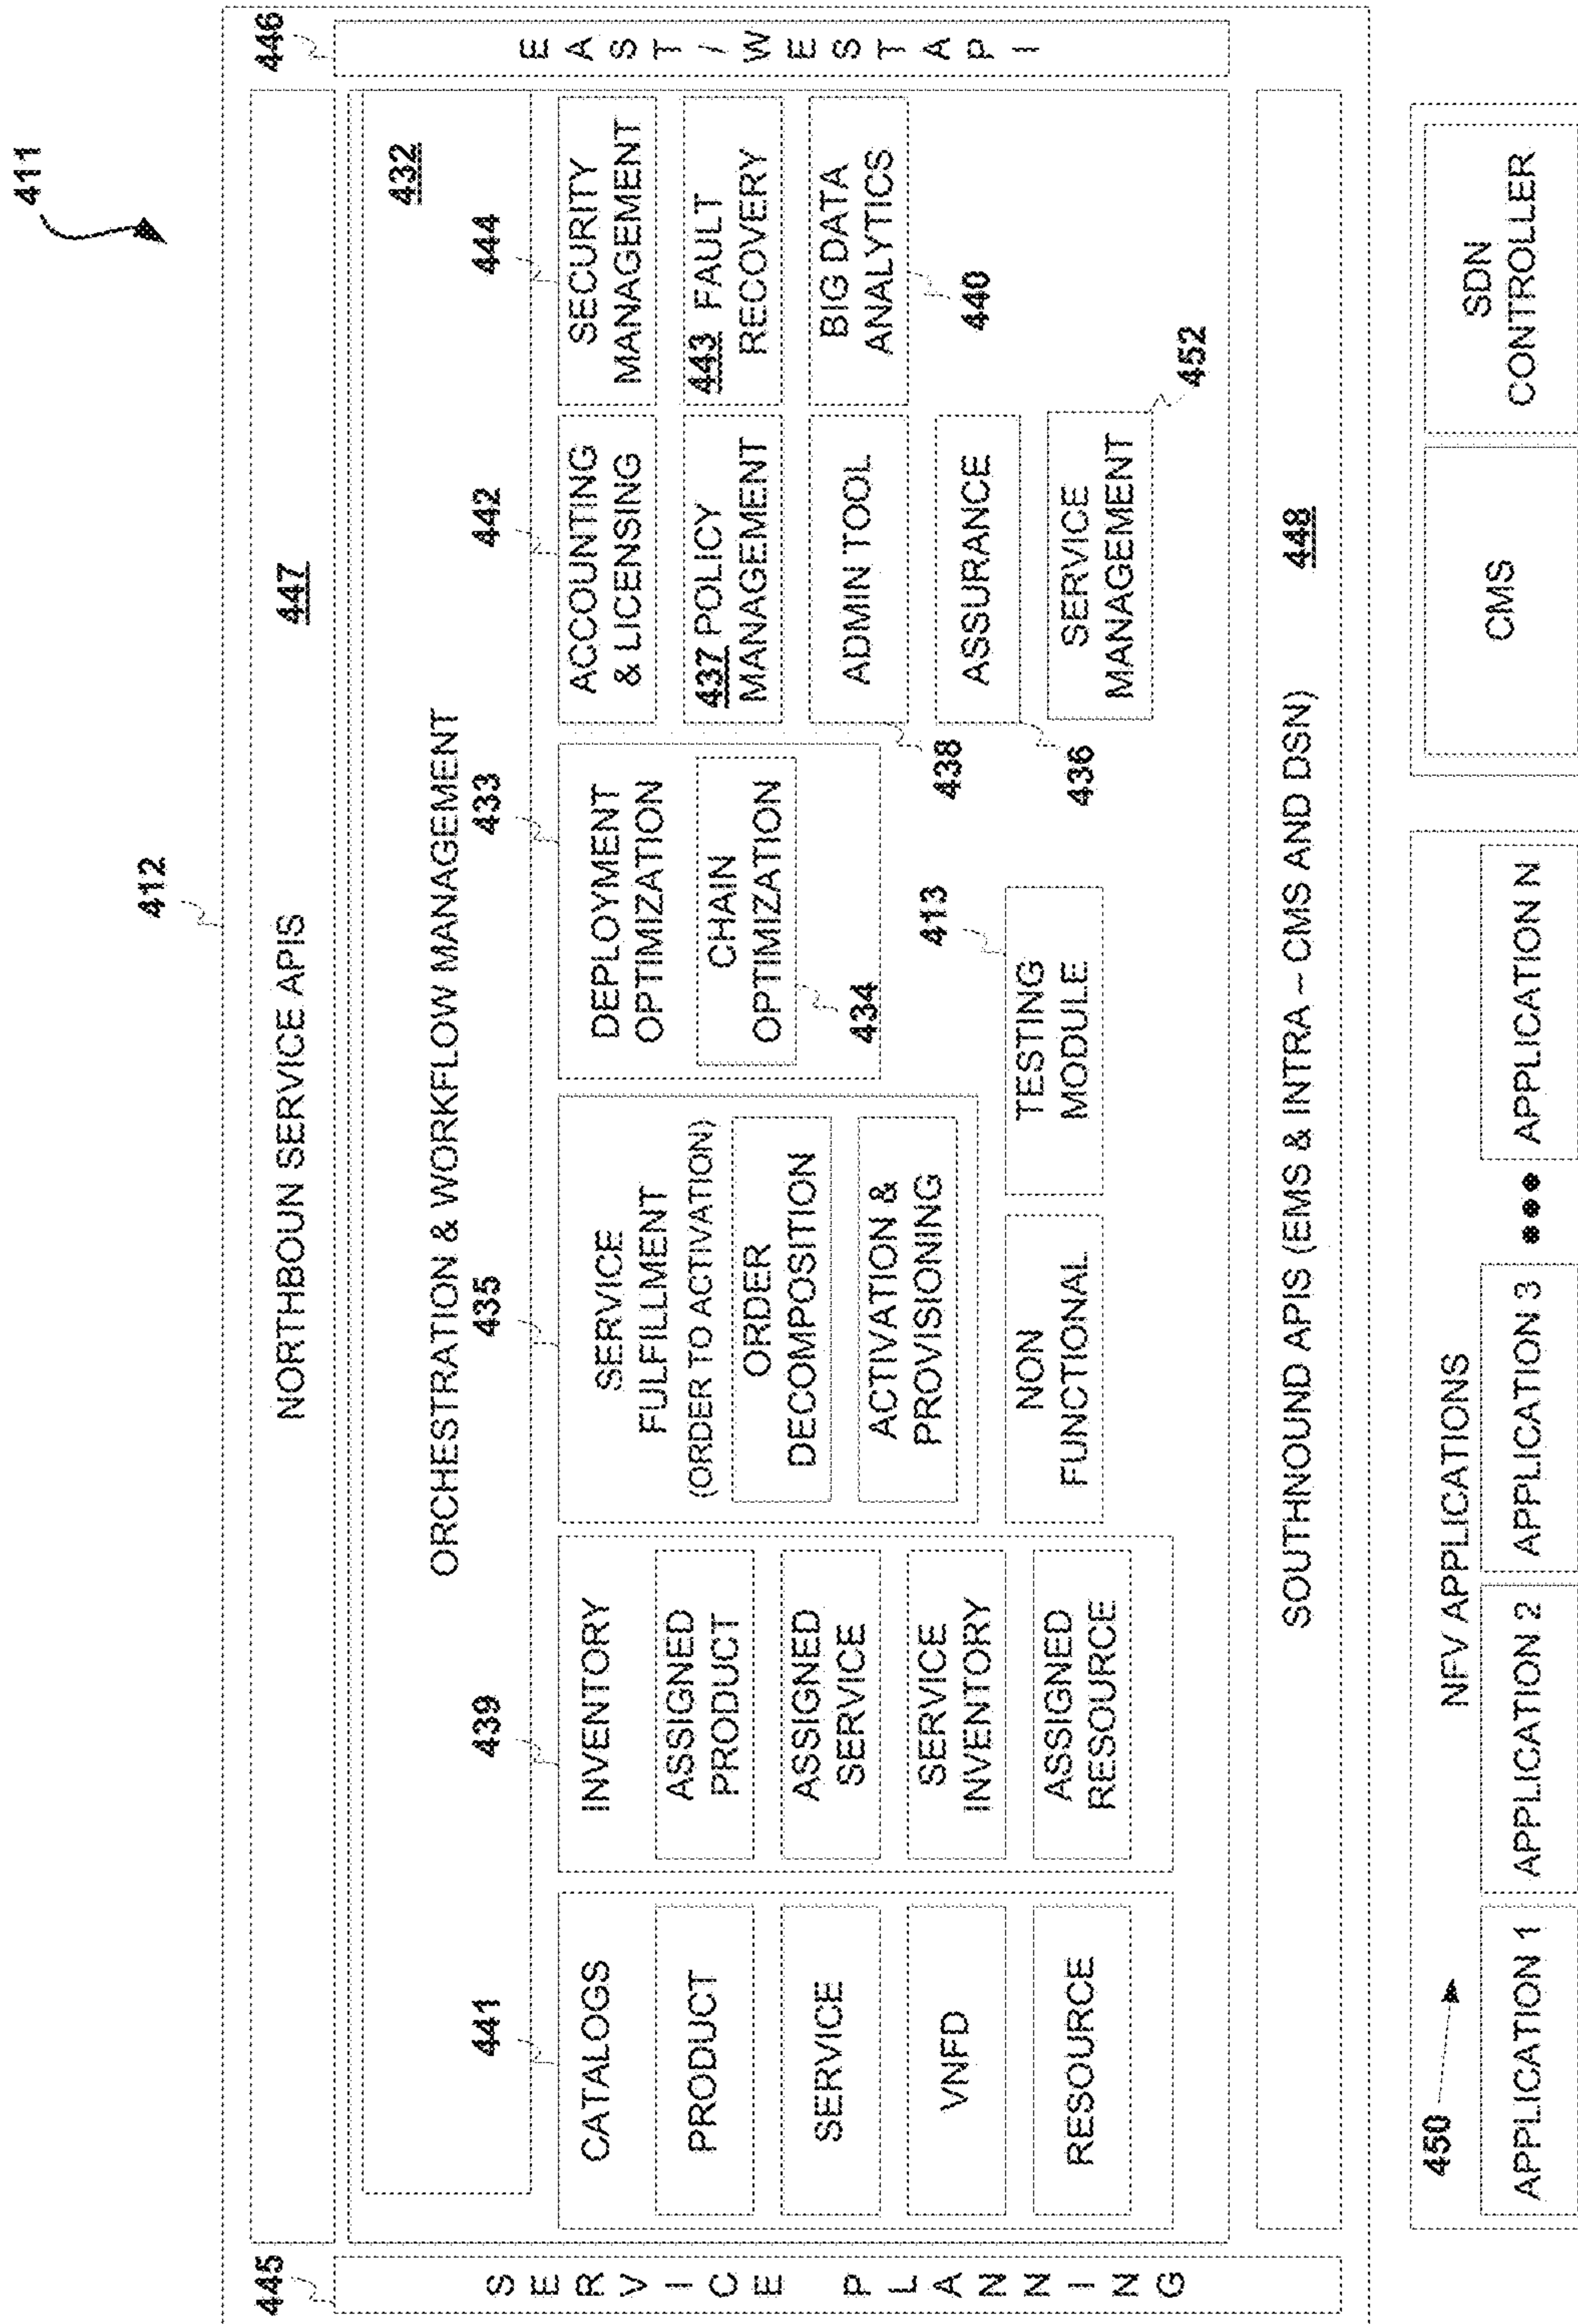 411
412
445
446
NORTHBOUN SERVICE APIS
447
SERVICE PLANNING
EAST/WESTAPI
ORCHESTRATION & WORKFLOW MANAGEMENT
432
441
CATALOGS
PRODUCT
SERVICE
VNFD
RESOURCE
439
INVENTORY
ASSIGNED
PRODUCT
ASSIGNED
SERVICE
SERVICE
INVENTORY
ASSIGNED
RESOURCE
435
SERVICE
FULFILLMENT
(ORDER TO ACTIVATION)
ORDER
DECOMPOSITION
ACTIVATION &
PROVISIONING
NON
FUNCTIONAL
433
DEPLOYMENT
OPTIMIZATION
CHAIN
OPTIMIZATION
434
413
TESTING
MODULE
442
ACCOUNTING
& LICENSING
437 POLICY
MANAGEMENT
ADMIN TOOL
438
ASSURANCE
436
SERVICE
MANAGEMENT
452
444
SECURITY
MANAGEMENT
443 FAULT
RECOVERY
BIG DATA
ANALYTICS
440
SOUTHNOUND APIS (EMS & INTRA – CMS AND DSN)
448
450
NFV APPLICATIONS
APPLICATION 1
APPLICATION 2
APPLICATION 3
APPLICATION N
CMS
SDN
CONTROLLER